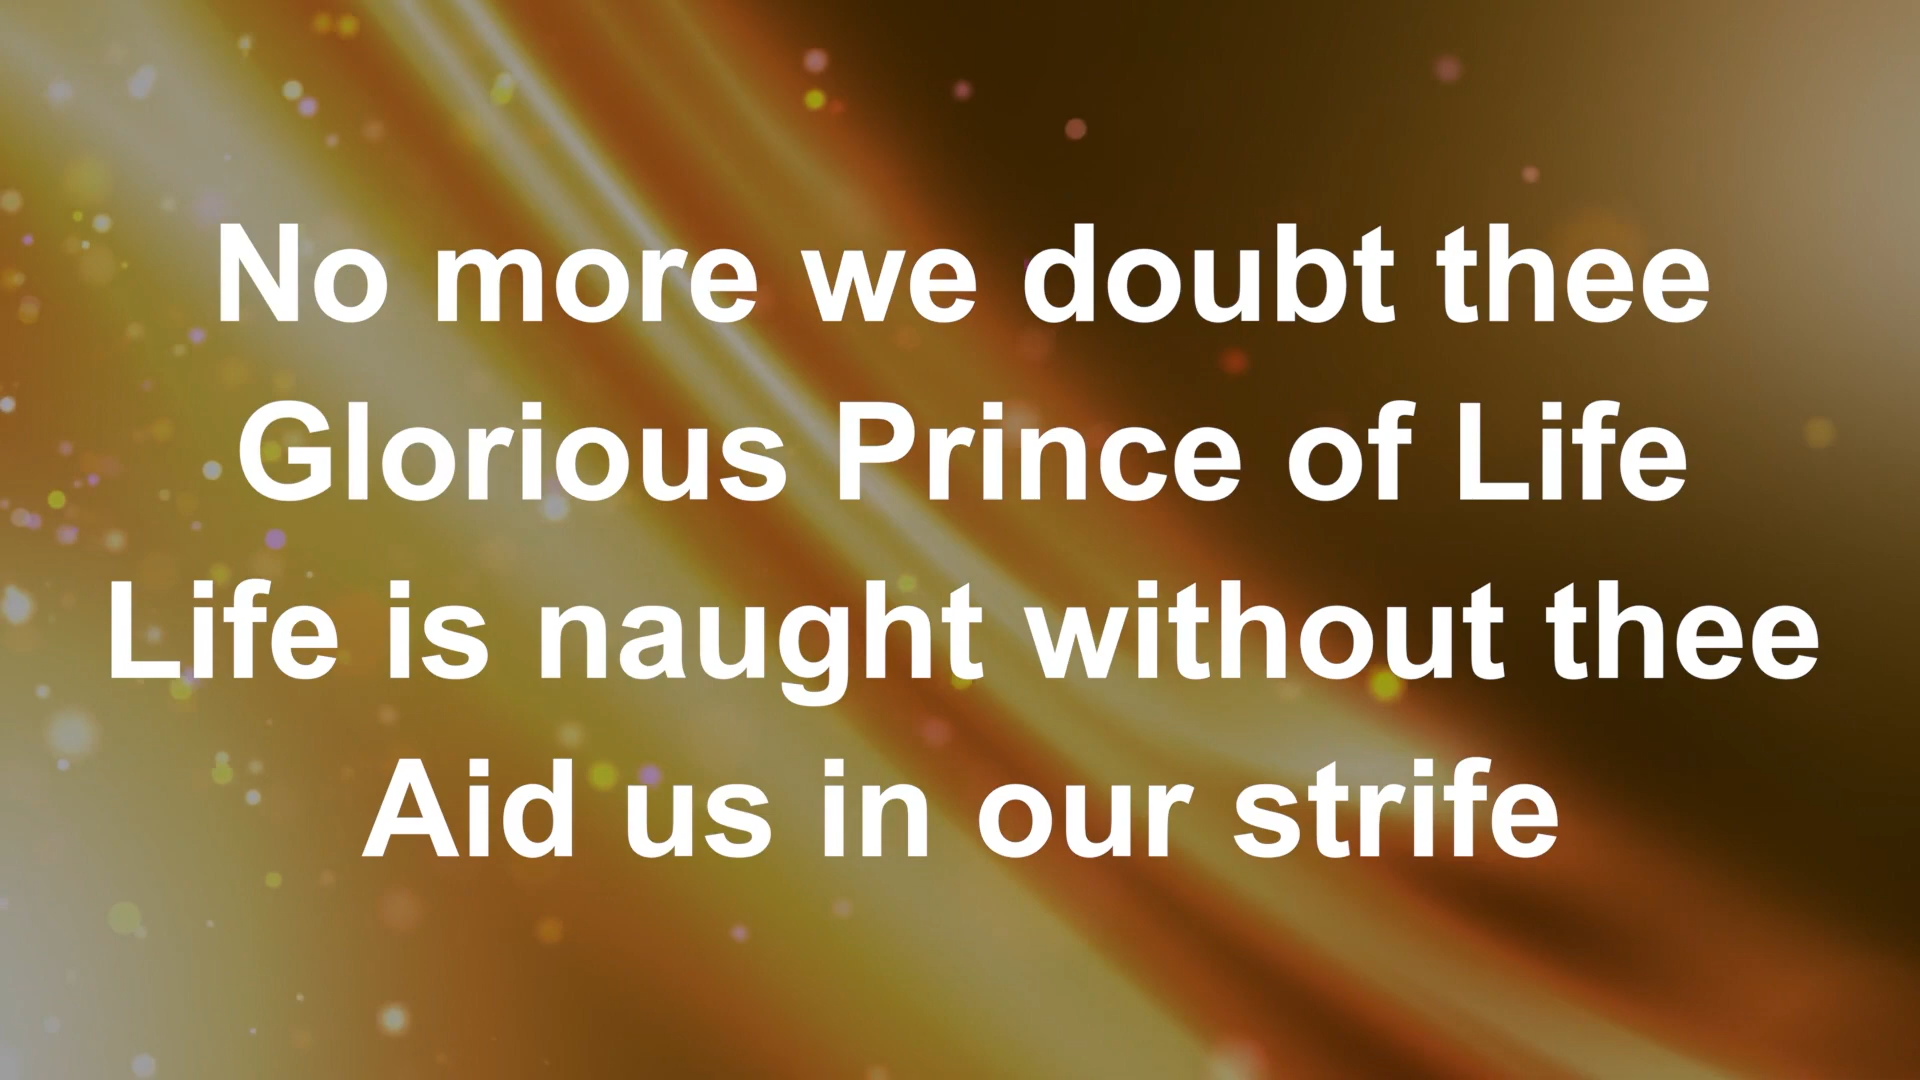 No more we doubt thee
Glorious Prince of Life
Life is naught without thee
Aid us in our strife